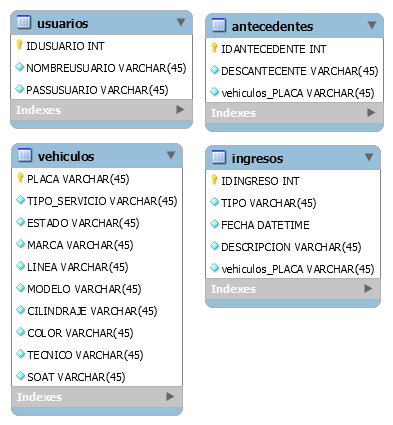 usuarios
IDUSUARIO INT
NOMBREUSUARIO VARCHAR(45)
PASSUSUARIO VARCHAR(45)
Indexes
antecedentes
IDANTECEDENTE INT
DESCANTECENTE VARCHAR(45)
vehiculos_PLACA VARCHAR(45)
Indexes
vehiculos
PLACA VARCHAR(45)
TIPO_SERVICIO VARCHAR(45)
ESTADO VARCHAR(45)
MARCA VARCHAR(45)
LINEA VARCHAR(45)
MODELO VARCHAR(45)
CILINDRAJE VARCHAR(45)
COLOR VARCHAR(45)
TECNICO VARCHAR(45)
SOAT VARCHAR(45)
Indexes
ingresos
IDINGRESO INT
TIPO VARCHAR(45)
FECHA DATETIME
DESCRIPCION VARCHAR(45)
vehiculos_PLACA VARCHAR(45)
Indexes